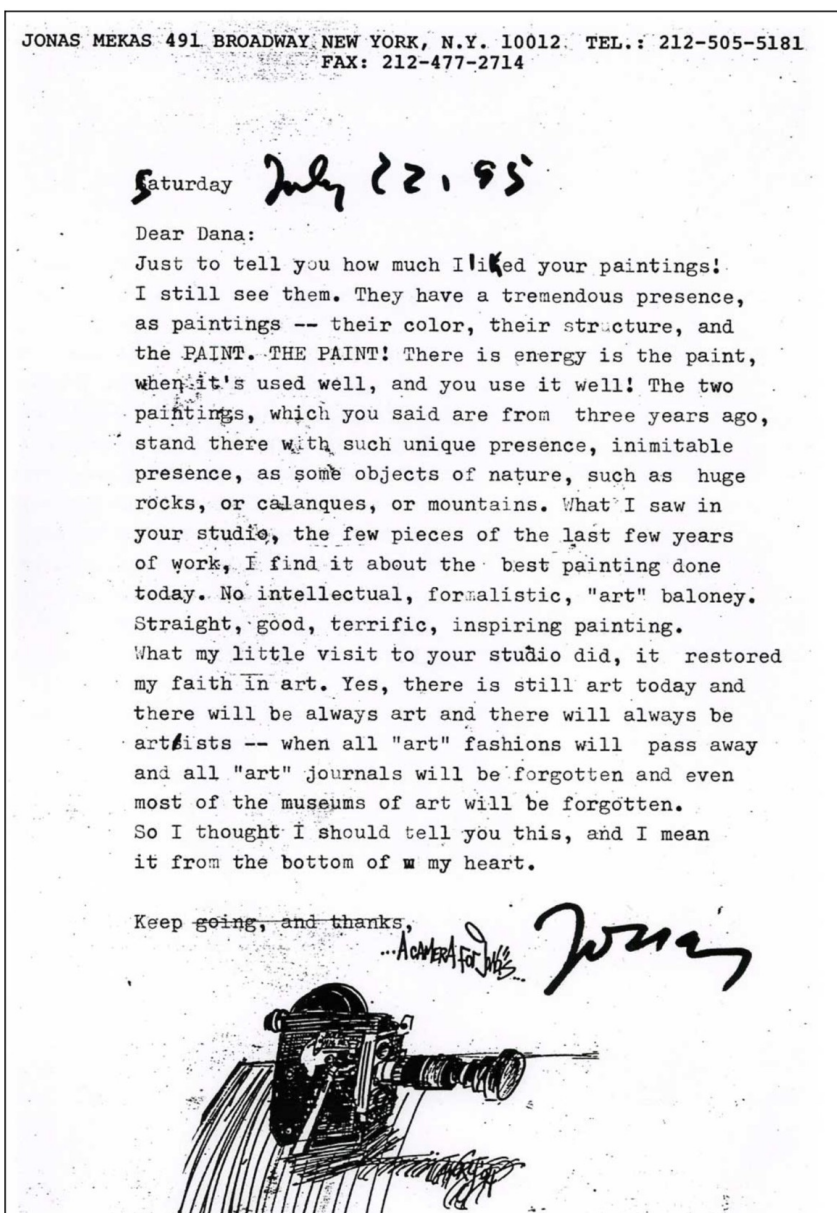 JONAS MEKAS 491 BROADWAY NEW YORK, N.Y. 10012 TEL.: 212-505-5181
FAX: 212-477-2714
Saturday July 22, 95
Dear Dana:
Just to tell you how much I liked your paintings!
I still see them. They have a tremendous presence,
as paintings -- their color, their structure, and
the PAINT. THE PAINT! There is energy is the paint,
when it's used well, and you use it well! The two
paintings, which you said are from three years ago,
stand there with such unique presence, inimitable
presence, as some objects of nature, such as huge
rocks, or calanques, or mountains. What I saw in
your studio, the few pieces of the last few years
of work, I find it about the best painting done
today. No intellectual, formalistic, "art" baloney.
Straight, good, terrific, inspiring painting.
What my little visit to your studio did, it restored
my faith in art. Yes, there is still art today and
there will be always art and there will always be
artists -- when all "art" fashions will pass away
and all "art" journals will be forgotten and even
most of the museums of art will be forgotten.
So I thought I should tell you this, and I mean
it from the bottom of my heart.
Keep going, and thanks,
Jonas
...A CAMERA FOR JONAS...